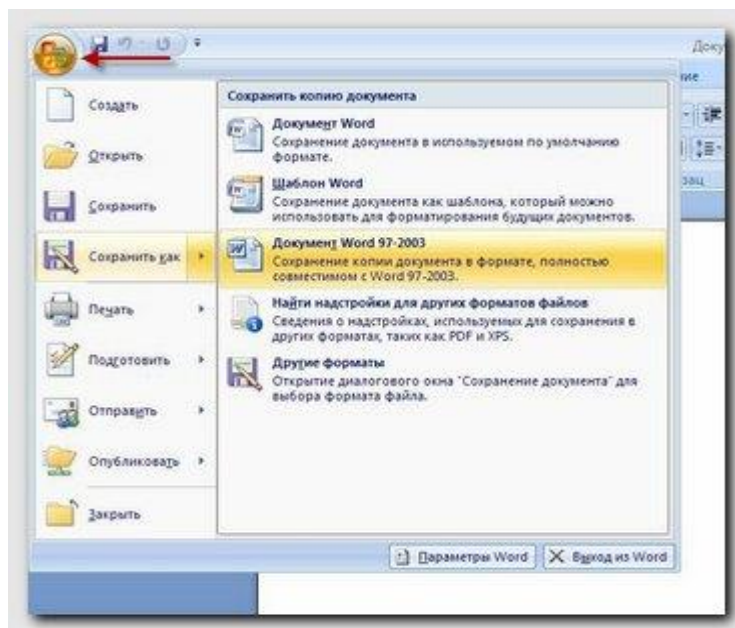 Доку
Создать
Открыть
Сохранить
Сохранить как
Печать
Подготовить
Отправить
Опубликовать
Закрыть
Сохранить копию документа
Документ Word
Сохранение документа в используемом по умолчанию
формате.
Шаблон Word
Сохранение документа как шаблона, который можно
использовать для форматирования будущих документов.
Документ Word 97-2003
Сохранение копии документа в формате, полностью
совместимом с Word 97-2003.
Найти надстройки для других форматов файлов
Сведения о надстройках, используемых для сохранения в
других форматах, таких как PDF и XPS.
Другие форматы
Открытие диалогового окна "Сохранение документа" для
выбора формата файла.
ние
зац
Параметры Word
Выход из Word